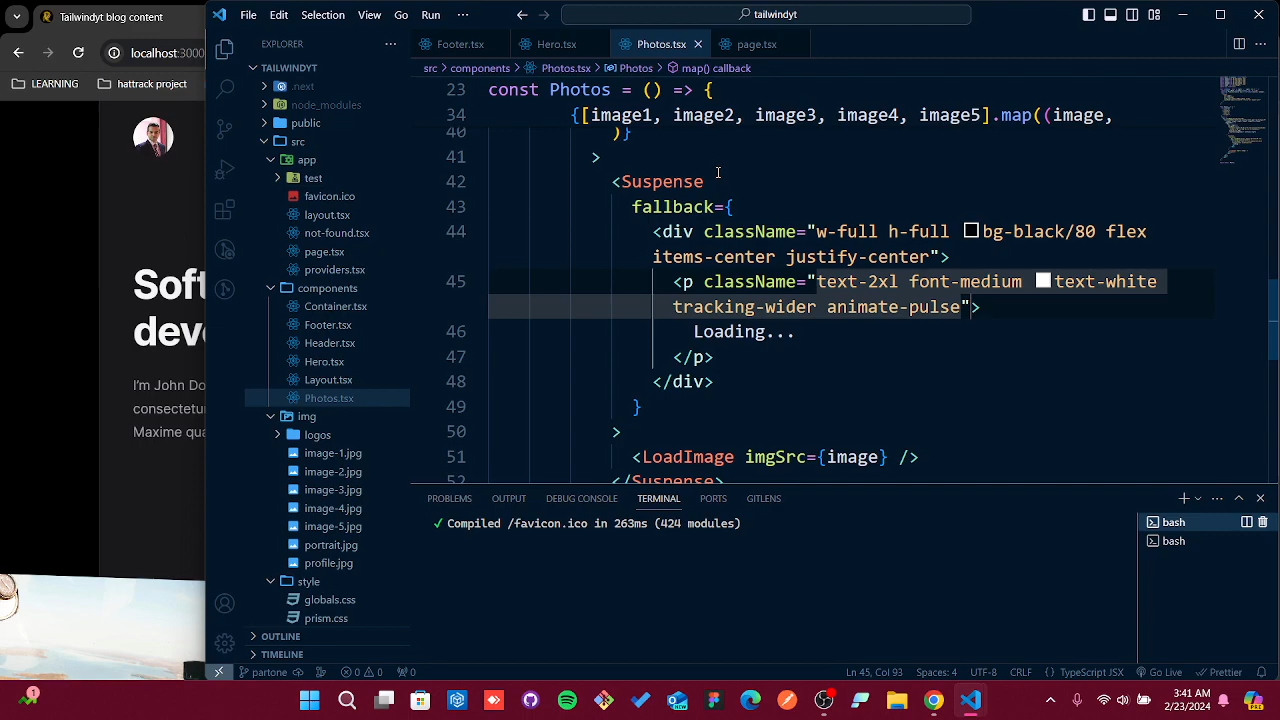 Tailwindyt blog content
File Edit Selection View Go Run ···
tailwindyt
localhost:3000
LEARNING
hattrack project
Soft
deve
I'm John Do
consectetur
Maxime qua
EXPLORER
TAILWINDYT
.next
node_modules
public
src
app
test
favicon.ico
layout.tsx
not-found.tsx
page.tsx
providers.tsx
components
Container.tsx
Footer.tsx
Header.tsx
Hero.tsx
Layout.tsx
Photos.tsx
img
logos
image-1.jpg
image-2.jpg
image-3.jpg
image-4.jpg
image-5.jpg
portrait.jpg
profile.jpg
style
globals.css
prism.css
OUTLINE
TIMELINE
Footer.tsx Hero.tsx Photos.tsx page.tsx
src > components > Photos.tsx > Photos > map() callback
23 const Photos = () => {
34 {[image1, image2, image3, image4, image5].map((image,
40 )}
41 >
42 <Suspense
43 fallback={
44 <div className="w-full h-full bg-black/80 flex
items-center justify-center">
45 <p className="text-2xl font-medium text-white
tracking-wider animate-pulse">
46 Loading...
47 </p>
48 </div>
49 }
50 >
51 <LoadImage imgSrc={image} />
52 </Suspense>
PROBLEMS OUTPUT DEBUG CONSOLE TERMINAL PORTS GITLENS
✓ Compiled /favicon.ico in 263ms (424 modules)
bash
bash
partone 0 0 0 Ln 45, Col 93 Spaces: 4 UTF-8 CRLF TypeScript JSX Go Live Prettier
1
NEW
3:41 AM
2/23/2024
PRE